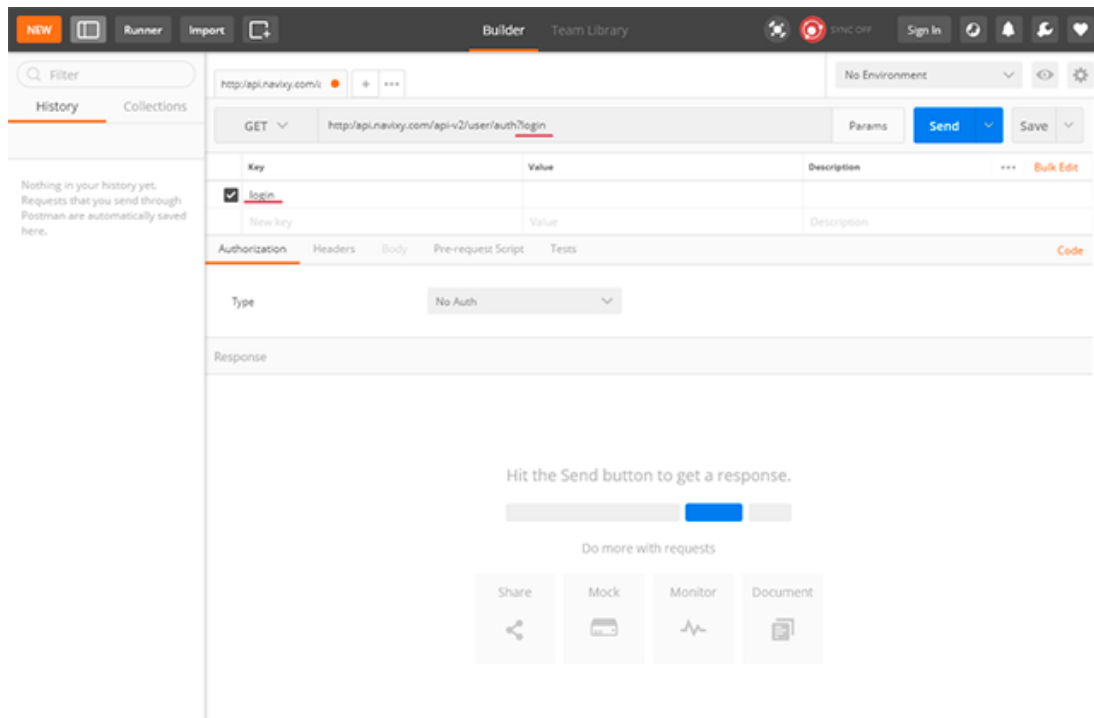 NEW Runner Import Builder Team Library SYNC OFF Sign In
Filter
History Collections
Nothing in your history yet.
Requests that you send through
Postman are automatically saved
here.
http:/api.navixy.com/a + ••• No Environment
GET http:/api.navixy.com/api-v2/user/auth?login Params Send Save
Key Value Description ••• Bulk Edit
login
New key Value Description
Authorization Headers Body Pre-request Script Tests Code
Type No Auth
Response
Hit the Send button to get a response.
Do more with requests
Share Mock Monitor Document